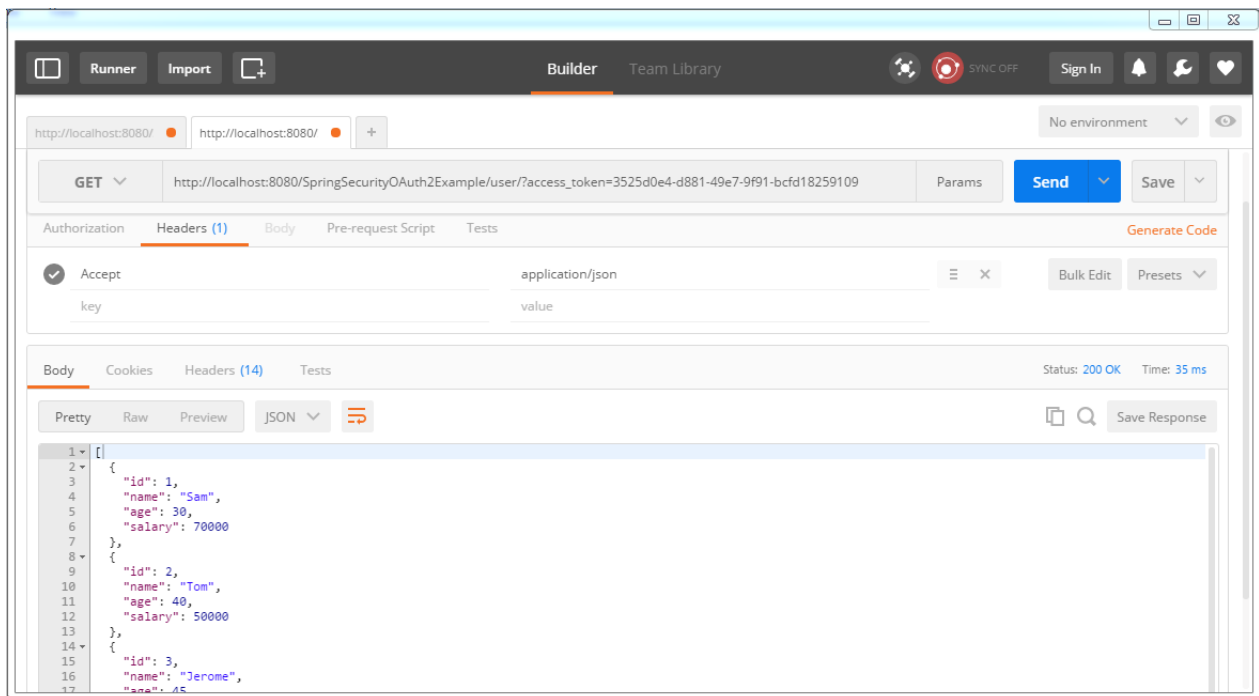 Runner Import Builder Team Library SYNC OFF Sign In
http://localhost:8080/ http://localhost:8080/ + No environment
GET http://localhost:8080/SpringSecurityOAuth2Example/user/?access_token=3525d0e4-d881-49e7-9f91-bcfd18259109 Params Send Save
Authorization Headers (1) Body Pre-request Script Tests Generate Code
Accept application/json Bulk Edit Presets
key value
Body Cookies Headers (14) Tests Status: 200 OK Time: 35 ms
Pretty Raw Preview JSON Save Response
1 [
2 {
3 "id": 1,
4 "name": "Sam",
5 "age": 30,
6 "salary": 70000
7 },
8 {
9 "id": 2,
10 "name": "Tom",
11 "age": 40,
12 "salary": 50000
13 },
14 {
15 "id": 3,
16 "name": "Jerome",
17 "age": 45